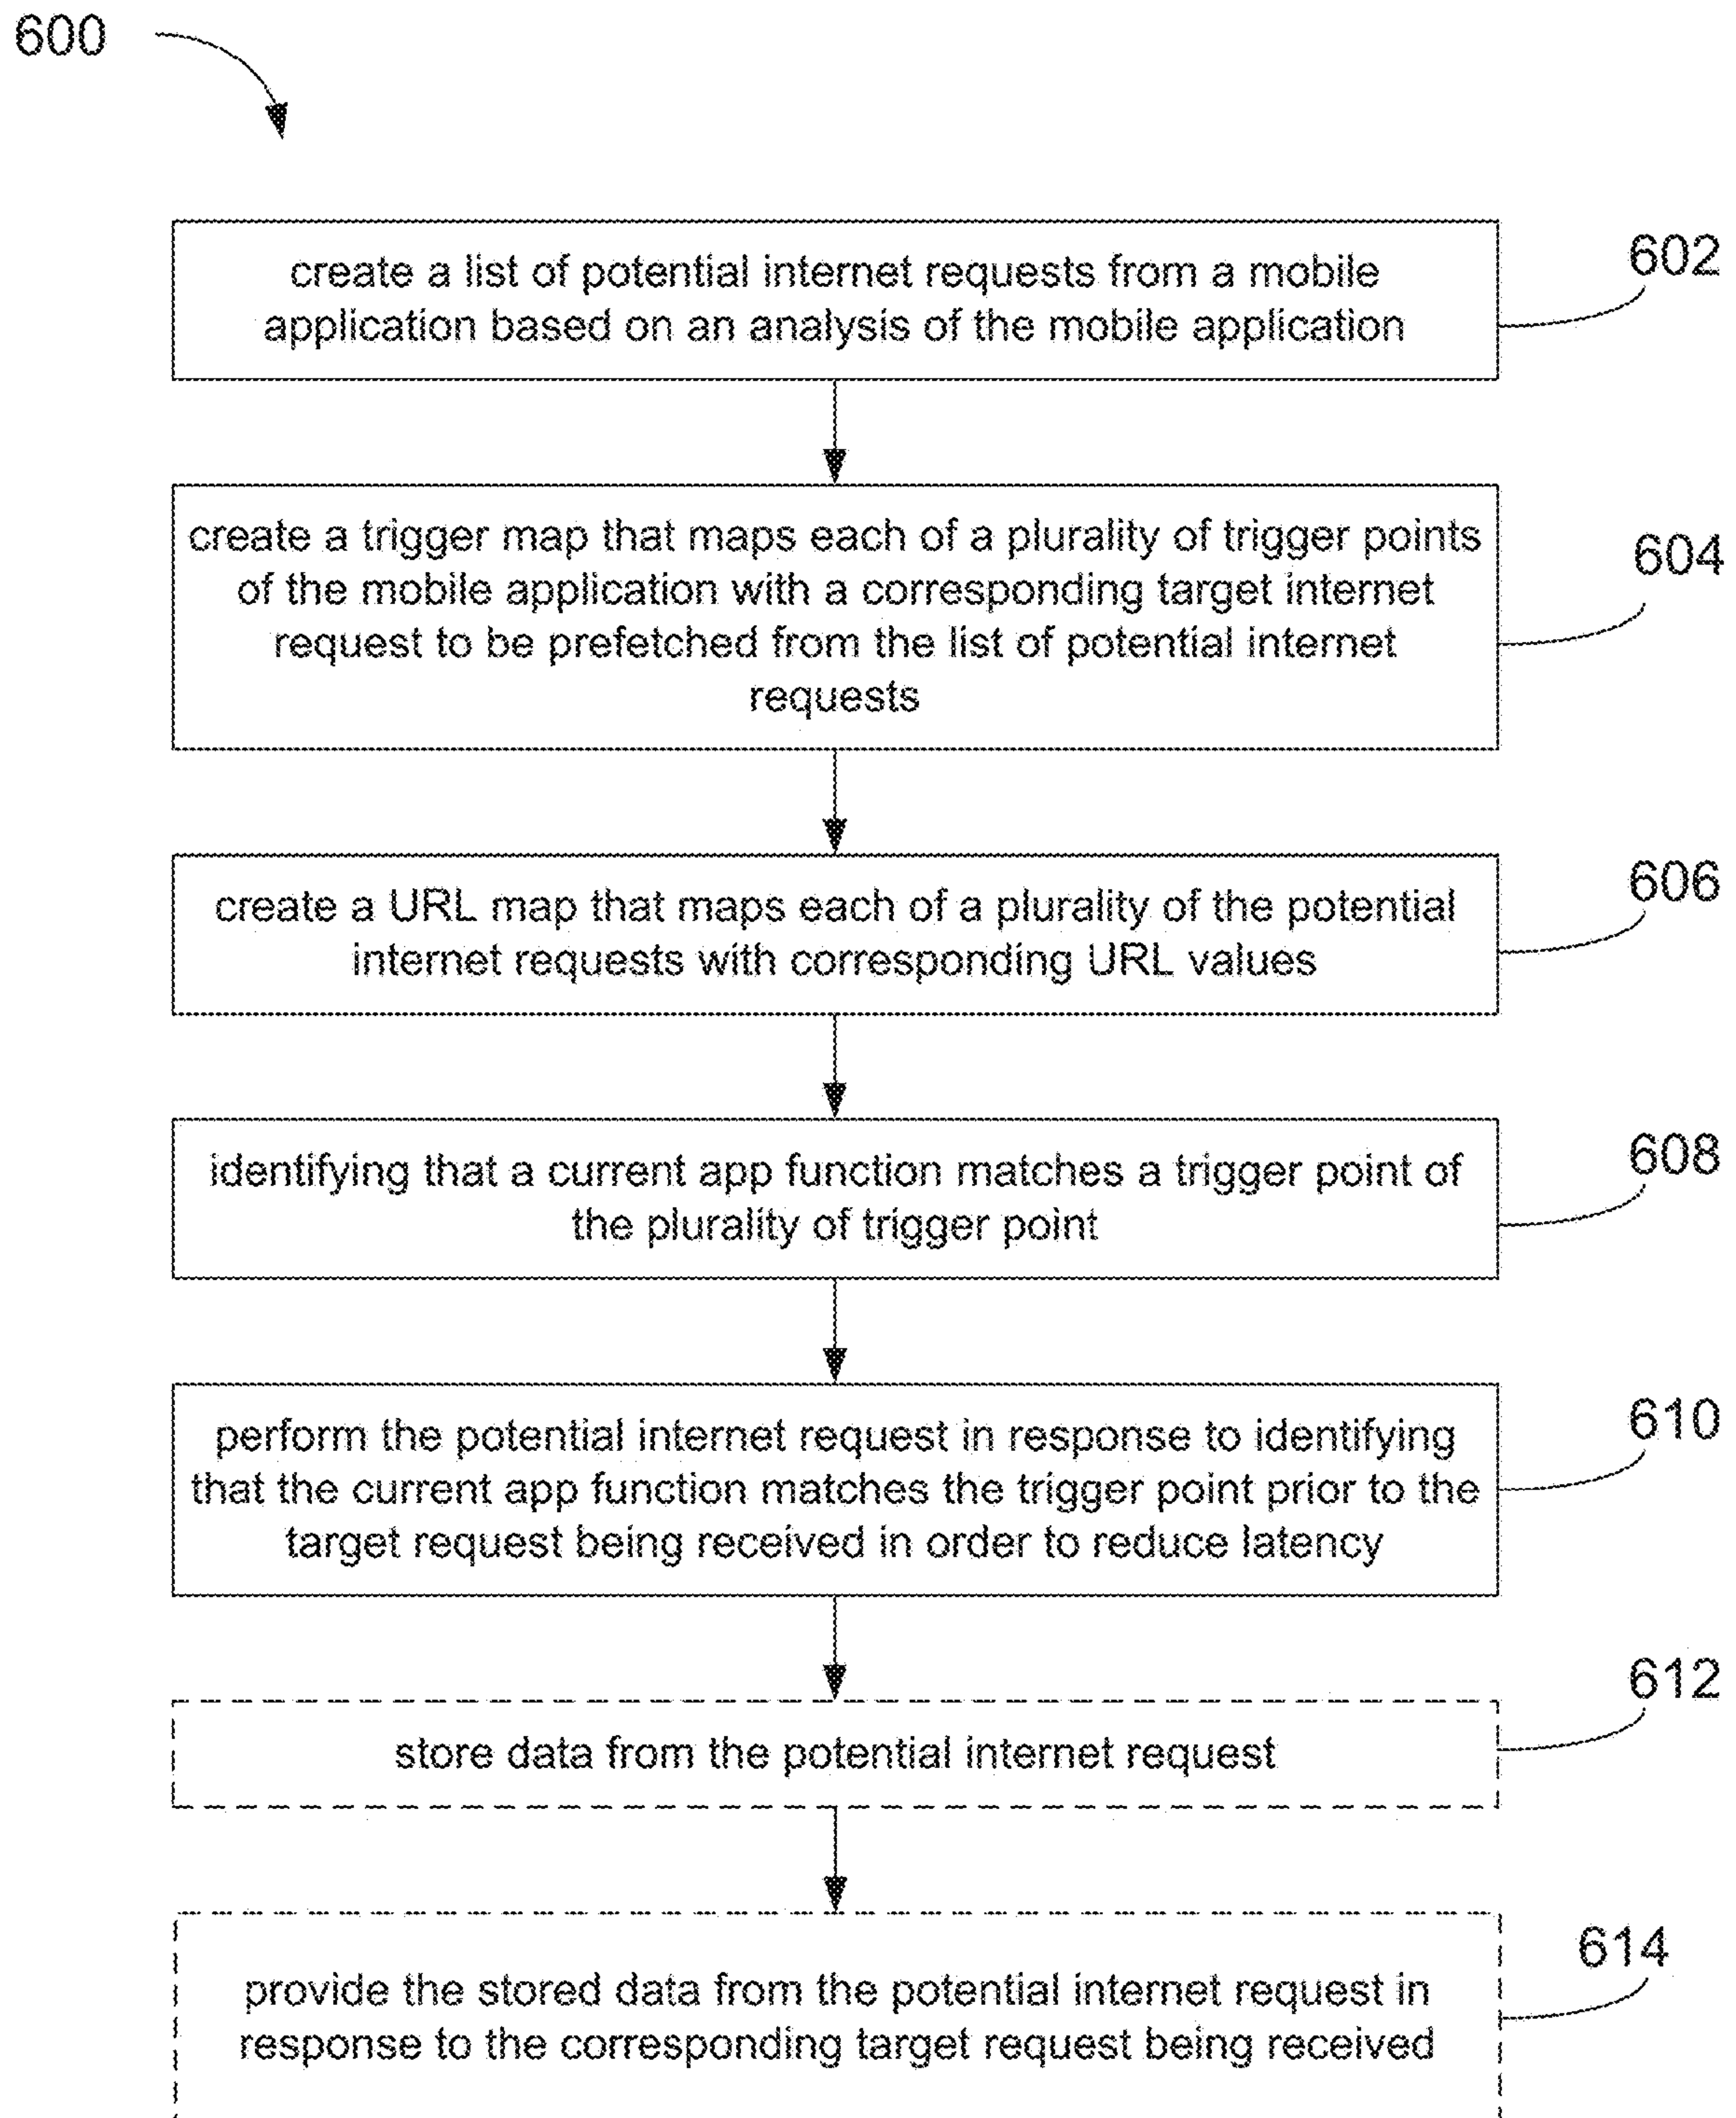 600
create a list of potential internet requests from a mobile
application based on an analysis of the mobile application
602
create a trigger map that maps each of a plurality of trigger points
of the mobile application with a corresponding target internet
request to be prefetched from the list of potential internet
requests
604
create a URL map that maps each of a plurality of the potential
internet requests with corresponding URL values
606
identifying that a current app function matches a trigger point of
the plurality of trigger point
608
perform the potential internet request in response to identifying
that the current app function matches the trigger point prior to the
target request being received in order to reduce latency
610
store data from the potential internet request
612
provide the stored data from the potential internet request in
response to the corresponding target request being received
614